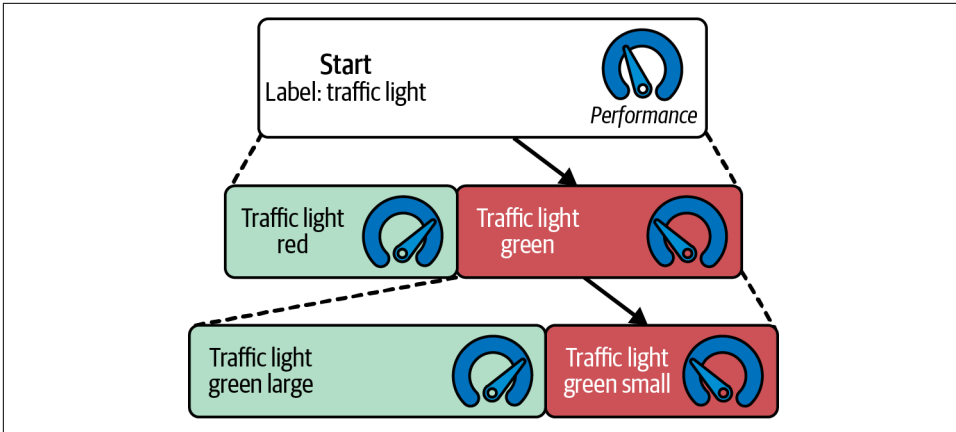 Start
Label: traffic light
Performance
Traffic light
red
Traffic light
green
Traffic light
green large
Traffic light
green small